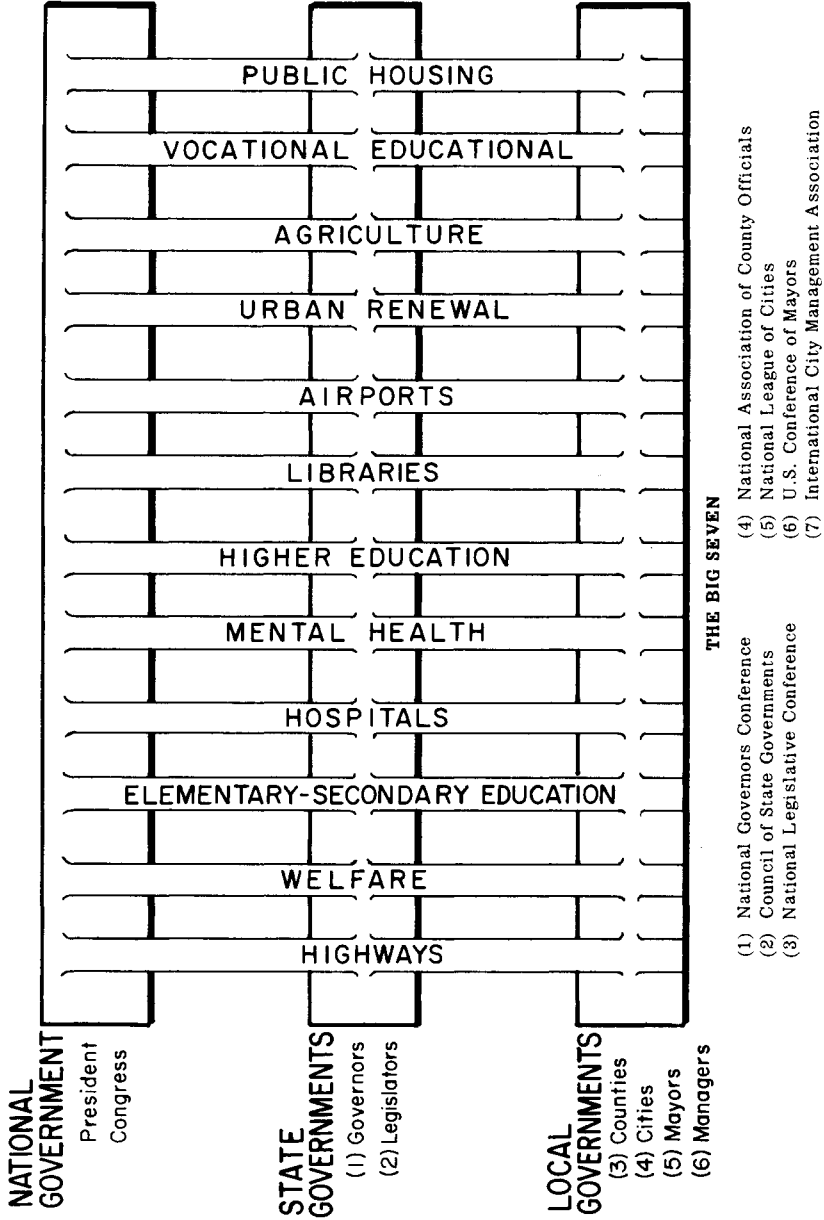 NATIONAL
GOVERNMENT
President
Congress
STATE
GOVERNMENTS
(1) Governors
(2) Legislators
LOCAL
GOVERNMENTS
(3) Counties
(4) Cities
(5) Mayors
(6) Managers
PUBLIC HOUSING
VOCATIONAL EDUCATIONAL
AGRICULTURE
URBAN RENEWAL
AIRPORTS
LIBRARIES
HIGHER EDUCATION
MENTAL HEALTH
HOSPITALS
ELEMENTARY-SECONDARY EDUCATION
WELFARE
HIGHWAYS
THE BIG SEVEN
(1) National Governors Conference
(2) Council of State Governments
(3) National Legislative Conference
(4) National Association of County Officials
(5) National League of Cities
(6) U.S. Conference of Mayors
(7) International City Management Association